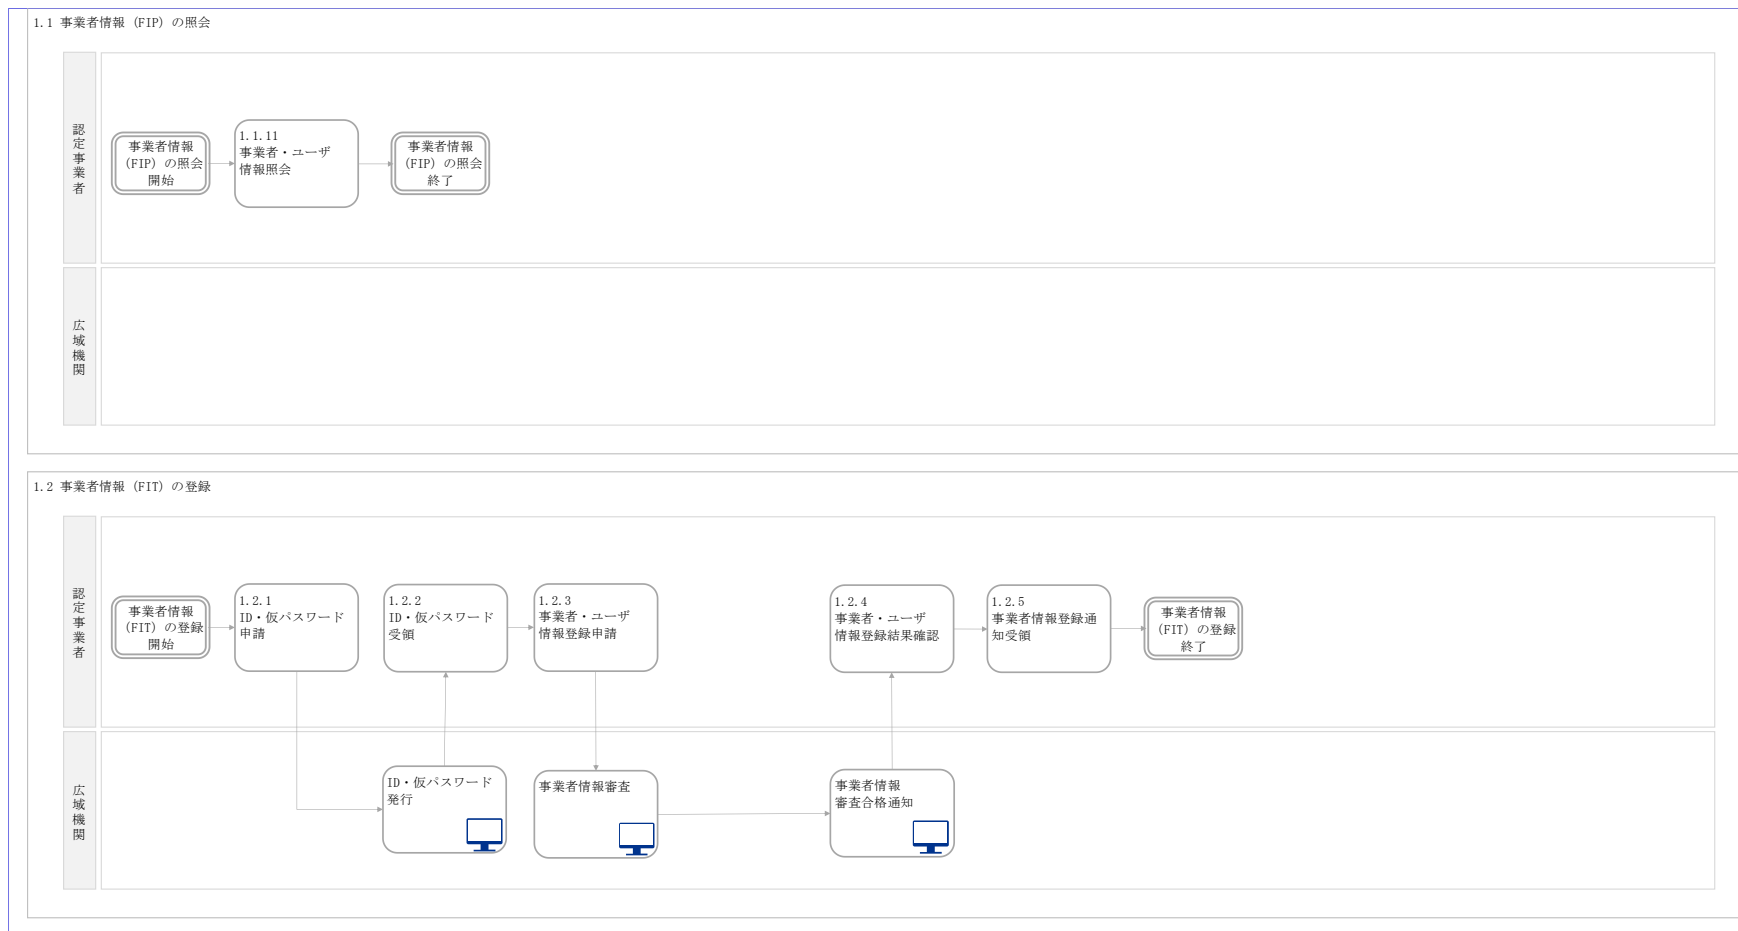 1.1 事業者情報（FIP）の照会
認定事業者
事業者情報
（FIP）の照会
開始
1.1.11
事業者・ユーザ
情報照会
事業者情報
（FIP）の照会
終了
広域機関
1.2 事業者情報（FIT）の登録
認定事業者
事業者情報
（FIT）の登録
開始
1.2.1
ID・仮パスワード
申請
1.2.2
ID・仮パスワード
受領
1.2.3
事業者・ユーザ
情報登録申請
1.2.4
事業者・ユーザ
情報登録結果確認
1.2.5
事業者情報登録通
知受領
事業者情報
（FIT）の登録
終了
広域機関
ID・仮パスワード
発行
事業者情報審査
事業者情報
審査合格通知